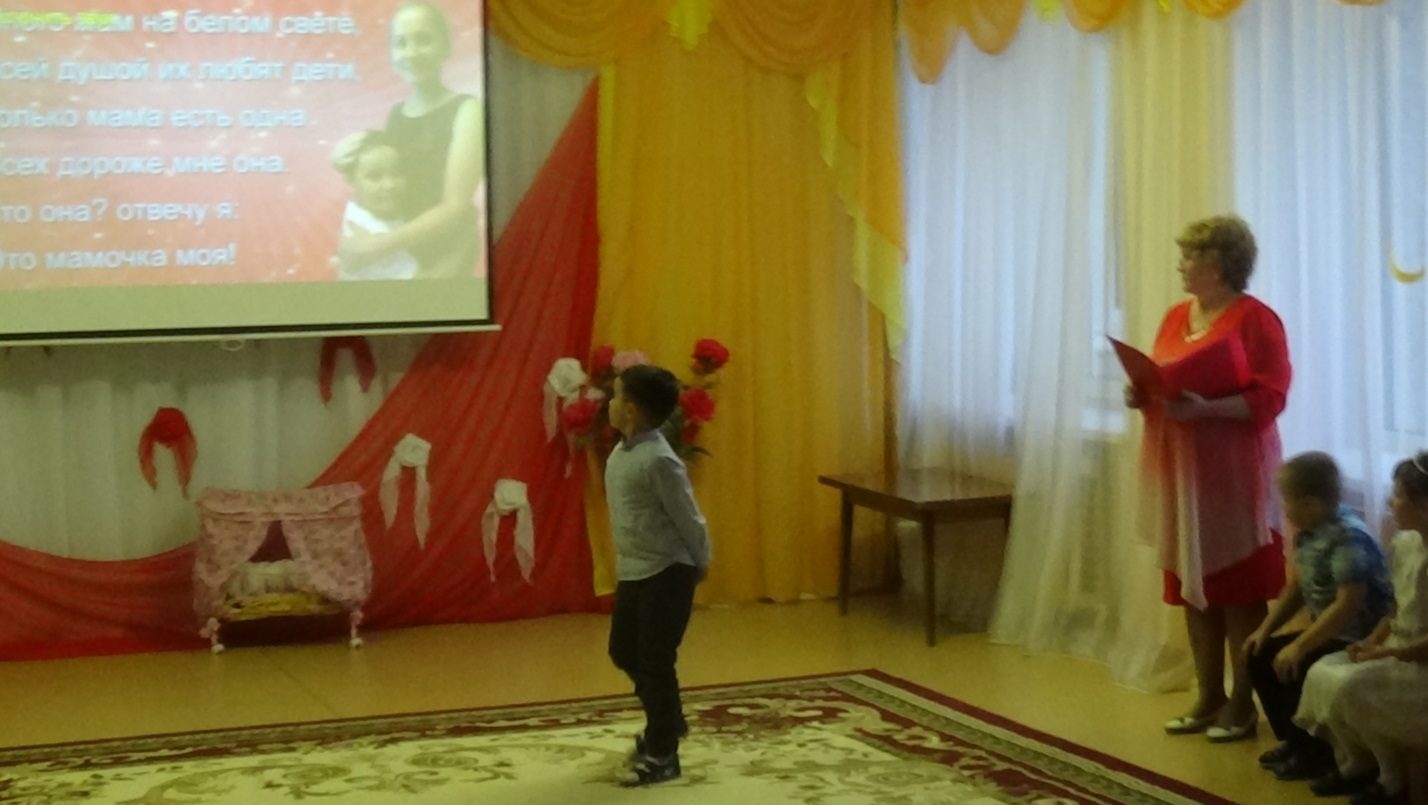 мам на белом свете,
душой их любят дети.
мама есть одна
дороже мне она
она? отвечу я:
мамочка моя!